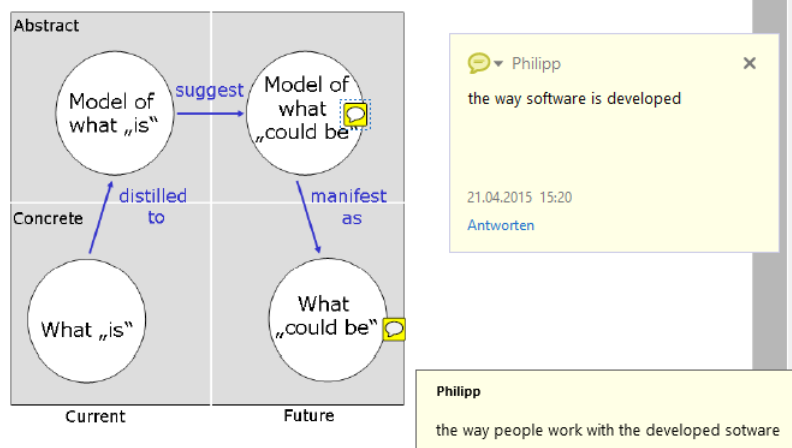 Abstract
Model of
what „is“
suggest
Model of
what
„could be“
distilled
to
manifest
as
Concrete
What „is“
What
„could be“
Current
Future
Philipp
the way software is developed
21.04.2015 15:20
Antworten
Philipp
the way people work with the developed sotware